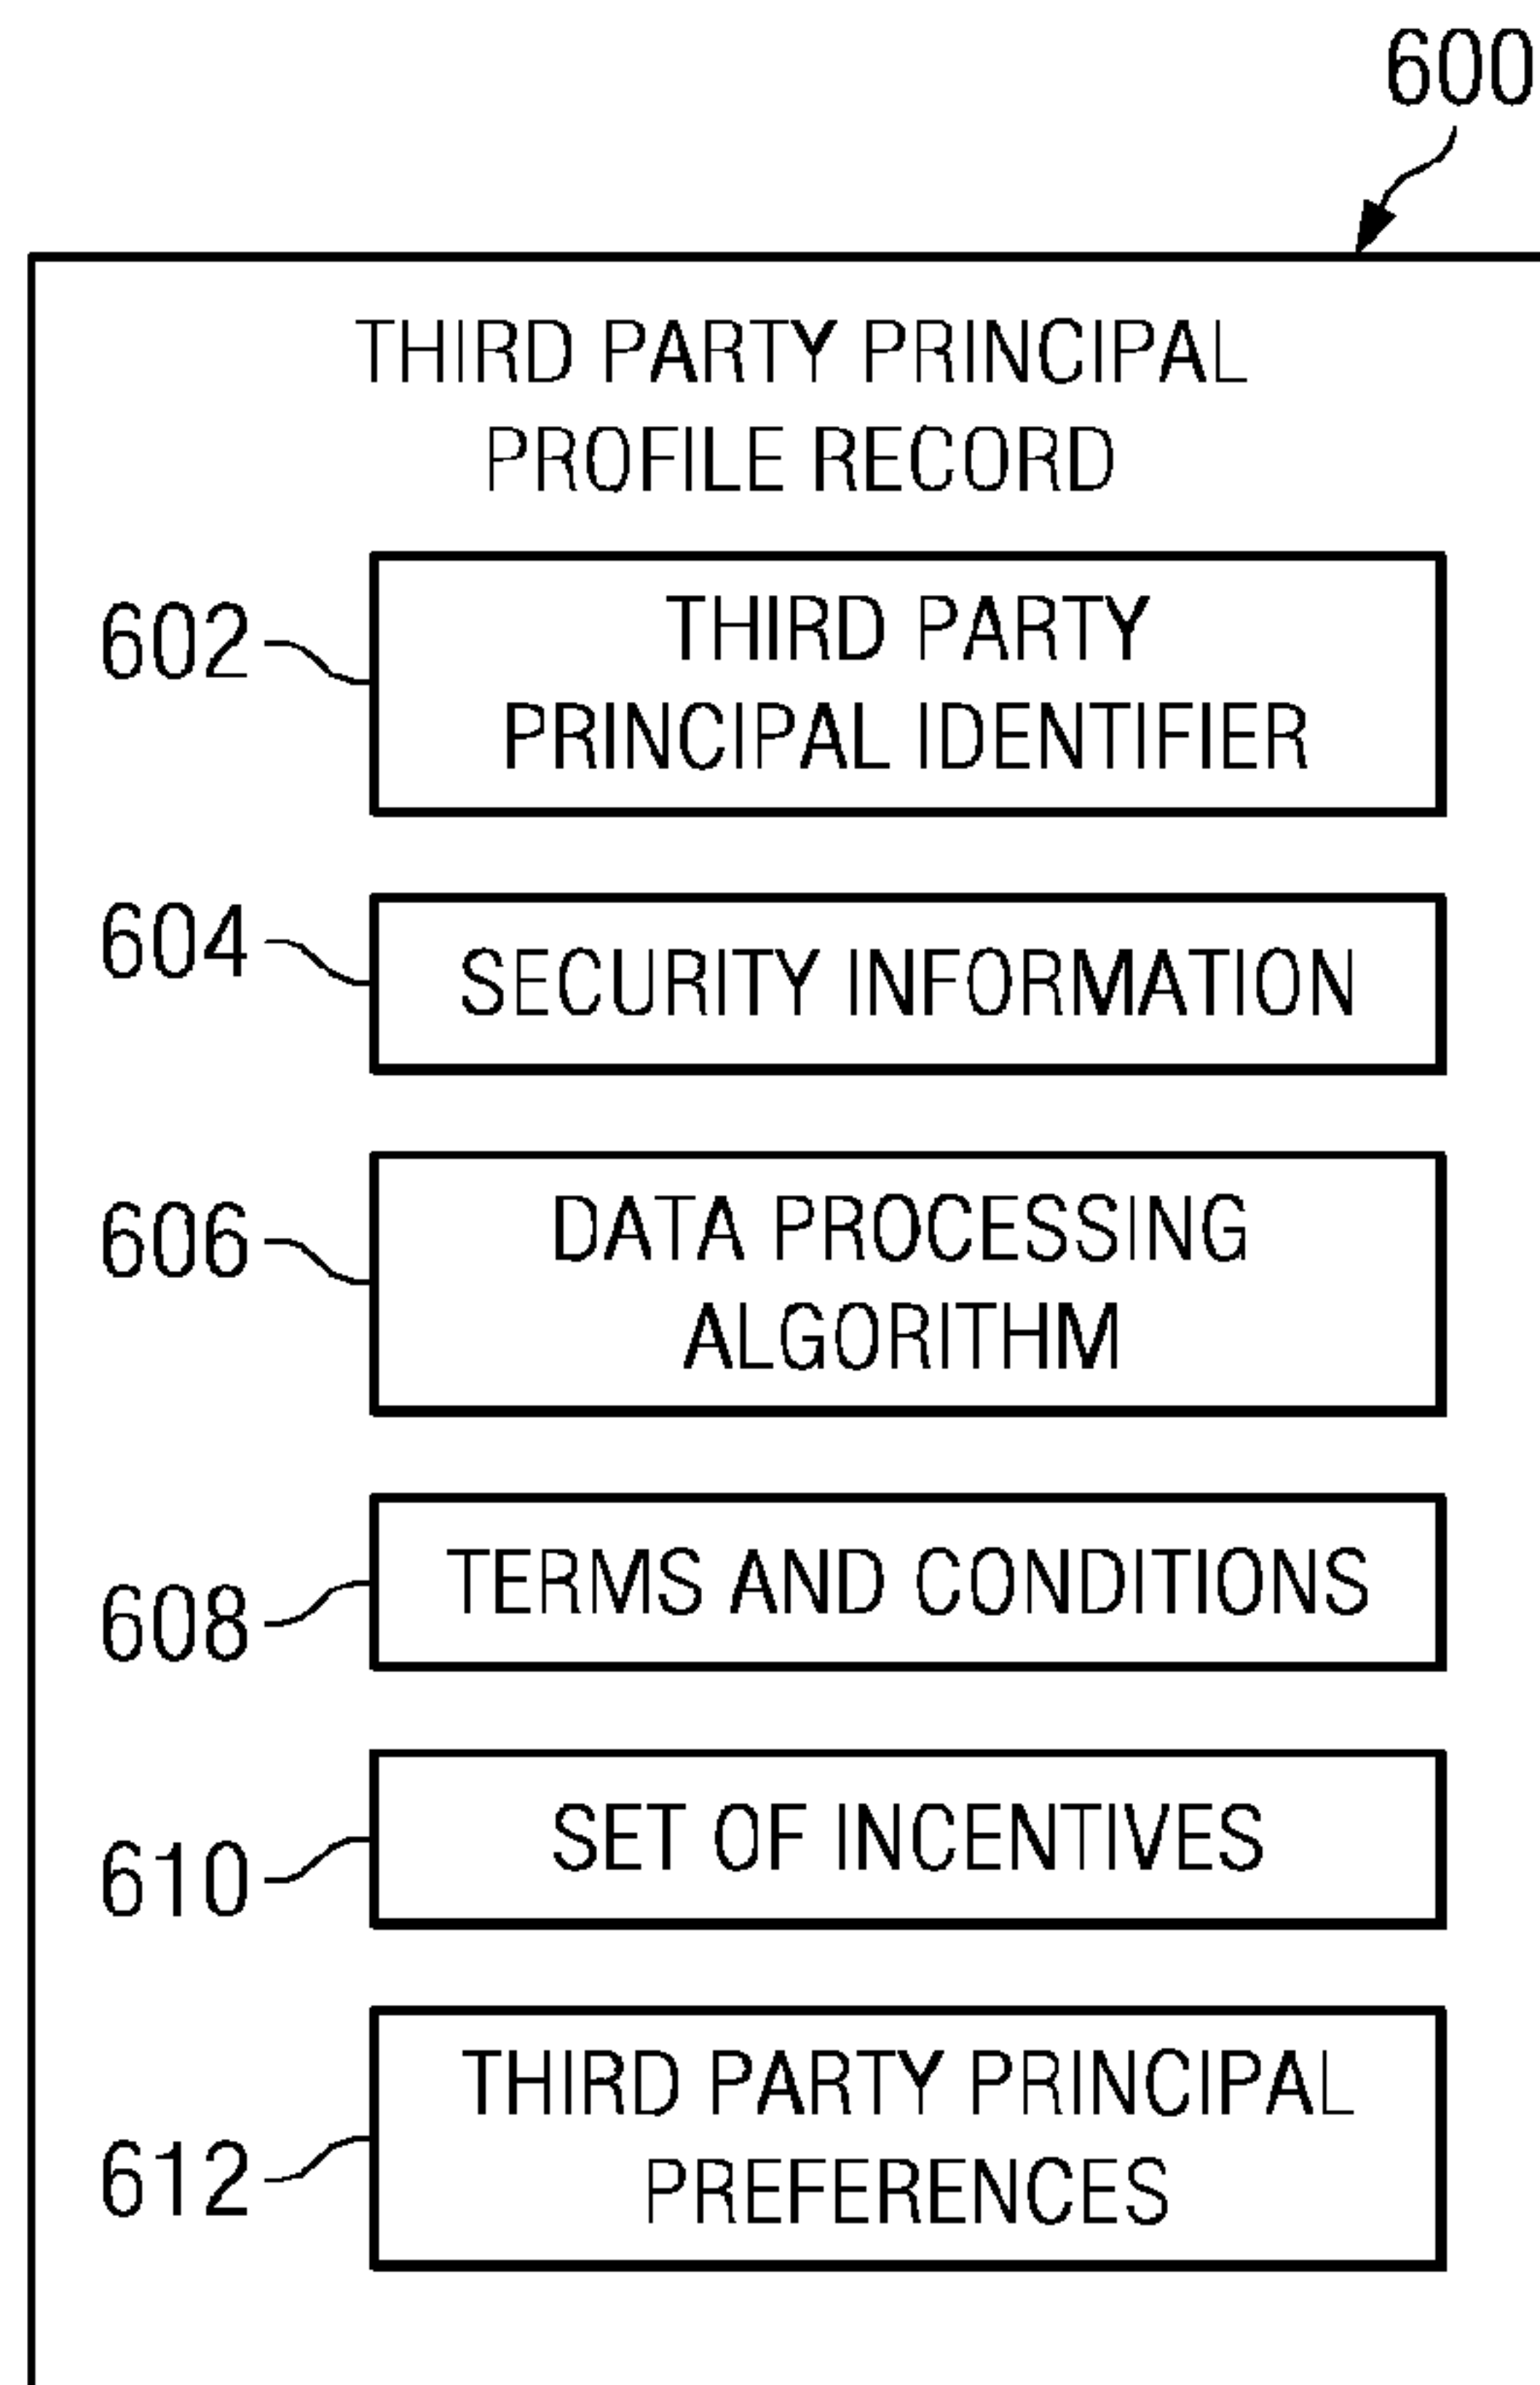 600
THIRD PARTY PRINCIPAL
PROFILE RECORD
602
THIRD PARTY
PRINCIPAL IDENTIFIER
604
SECURITY INFORMATION
606
DATA PROCESSING
ALGORITHM
608
TERMS AND CONDITIONS
610
SET OF INCENTIVES
612
THIRD PARTY PRINCIPAL
PREFERENCES